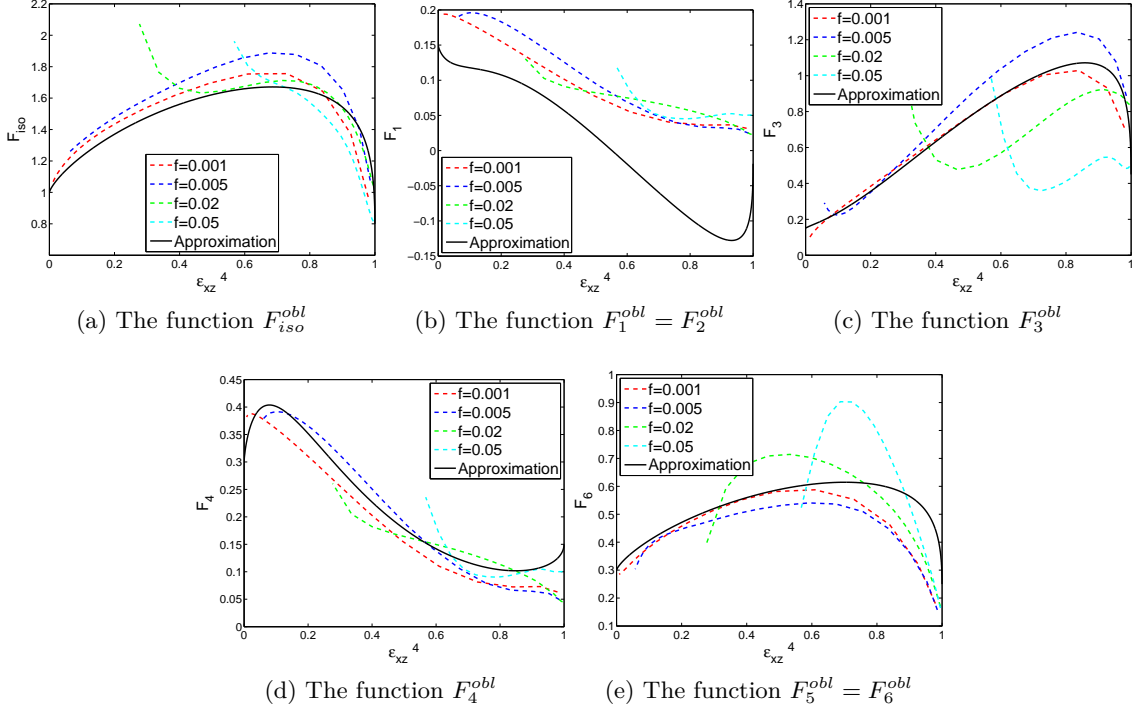 2.2
2
1.8
1.6
1.4
1.2
1
0.8
F_iso
0
0.2
0.4
0.6
0.8
1
ε_xz^4
f=0.001
f=0.005
f=0.02
f=0.05
Approximation
(a) The function F_{iso}^{obl}
0.2
0.15
0.1
0.05
0
−0.05
−0.1
−0.15
F_1
0
0.2
0.4
0.6
0.8
1
ε_xz^4
f=0.001
f=0.005
f=0.02
f=0.05
Approximation
(b) The function F_1^{obl} = F_2^{obl}
1.4
1.2
1
0.8
0.6
0.4
0.2
0
F_3
0
0.2
0.4
0.6
0.8
1
ε_xz^4
f=0.001
f=0.005
f=0.02
f=0.05
Approximation
(c) The function F_3^{obl}
0.45
0.4
0.35
0.3
0.25
0.2
0.15
0.1
0.05
0
F_4
0
0.2
0.4
0.6
0.8
1
ε_xz^4
f=0.001
f=0.005
f=0.02
f=0.05
Approximation
(d) The function F_4^{obl}
1
0.9
0.8
0.7
0.6
0.5
0.4
0.3
0.2
0.1
F_6
0
0.2
0.4
0.6
0.8
1
ε_xz^4
f=0.001
f=0.005
f=0.02
f=0.05
Approximation
(e) The function F_5^{obl} = F_6^{obl}